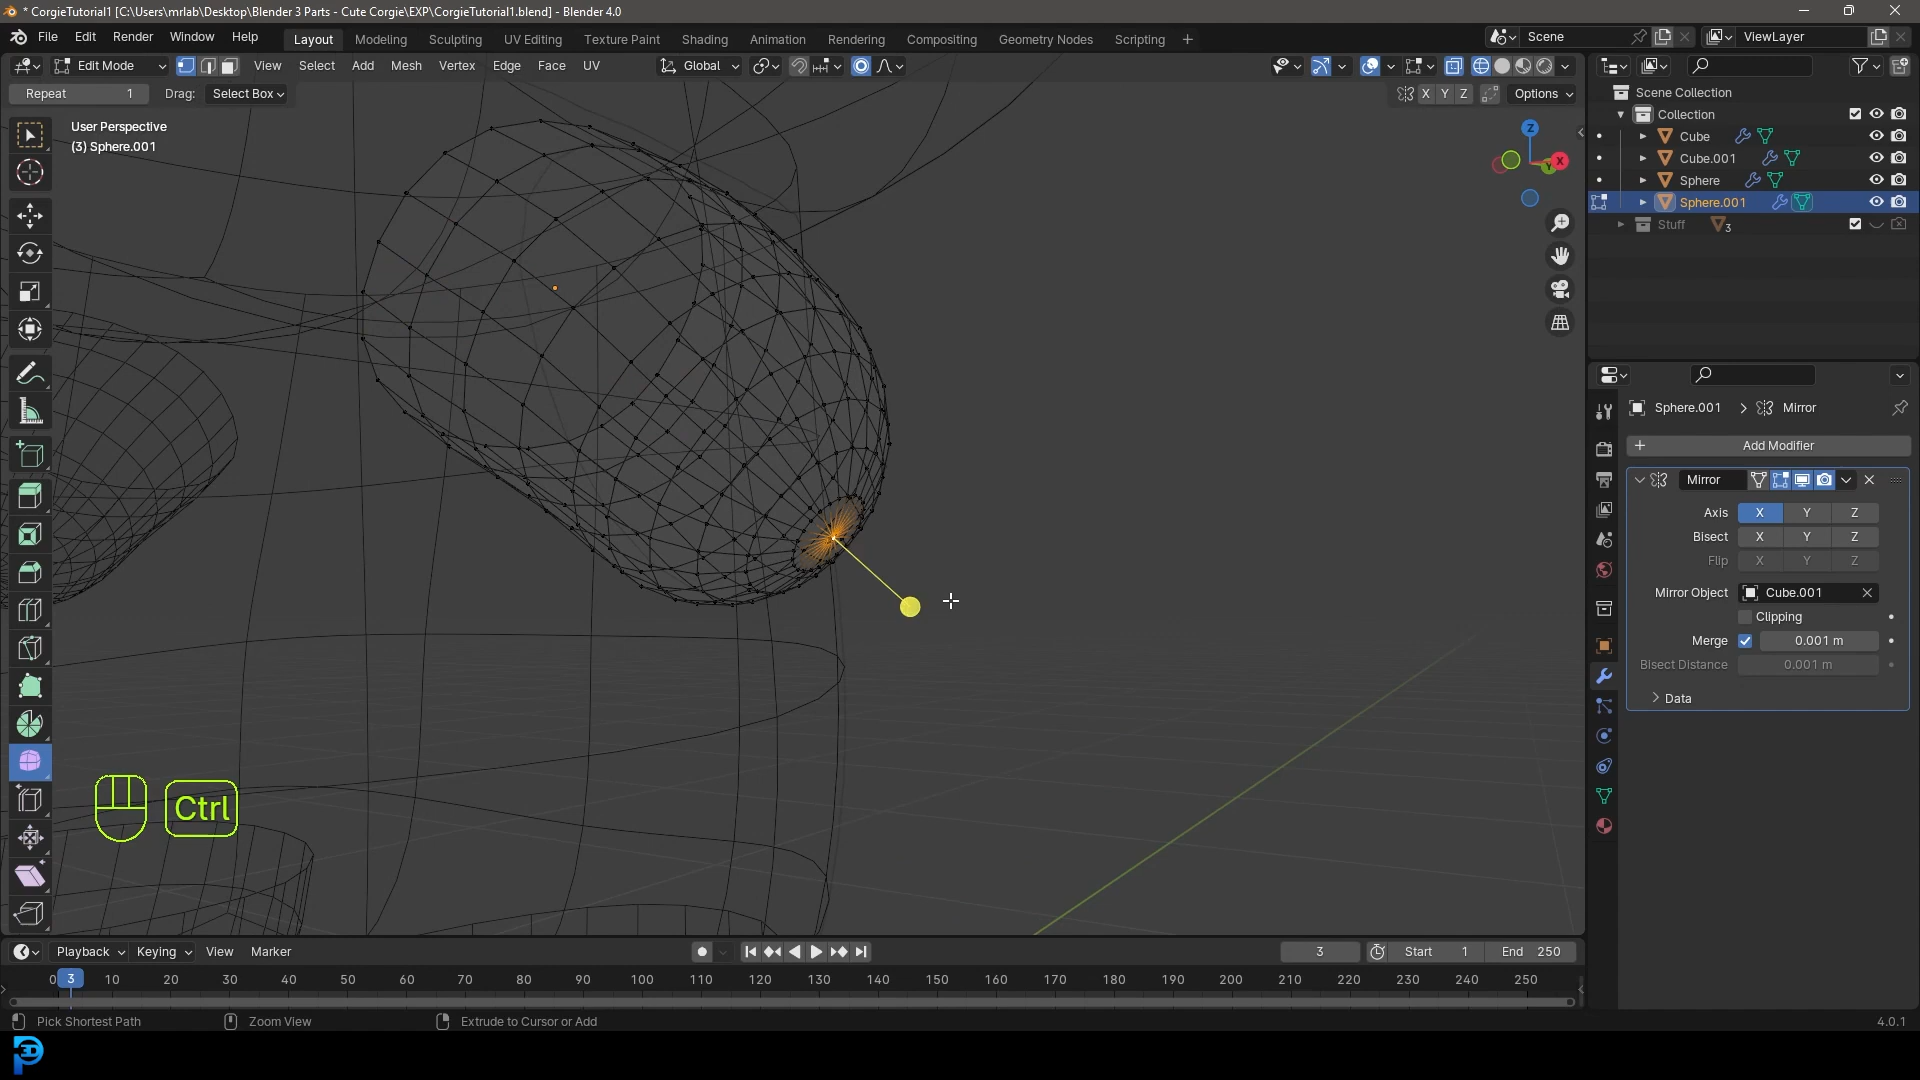 * CorgieTutorial1 [C:\Users\mrlab\Desktop\Blender 3 Parts - Cute Corgie\EXP\CorgieTutorial1.blend] - Blender 4.0
File Edit Render Window Help Layout Modeling Sculpting UV Editing Texture Paint Shading Animation Rendering Compositing Geometry Nodes Scripting + Scene ViewLayer
Edit Mode View Select Add Mesh Vertex Edge Face UV Global
Repeat 1 Drag: Select Box X Y Z Options
User Perspective
(3) Sphere.001
Z
X
Y
Scene Collection
Collection
Cube
Cube.001
Sphere
Sphere.001
Stuff 3
Sphere.001 > Mirror
+ Add Modifier
Mirror
Axis X Y Z
Bisect X Y Z
Flip X Y Z
Mirror Object Cube.001
Clipping
Merge 0.001 m
Bisect Distance 0.001 m
> Data
Ctrl
Playback Keying View Marker 3 Start 1 End 250
0 3 10 20 30 40 50 60 70 80 90 100 110 120 130 140 150 160 170 180 190 200 210 220 230 240 250
Pick Shortest Path Zoom View Extrude to Cursor or Add 4.0.1
3D